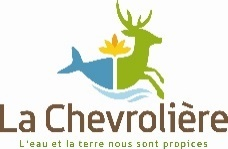 La Chevrolière
L'eau et la terre nous sont propices